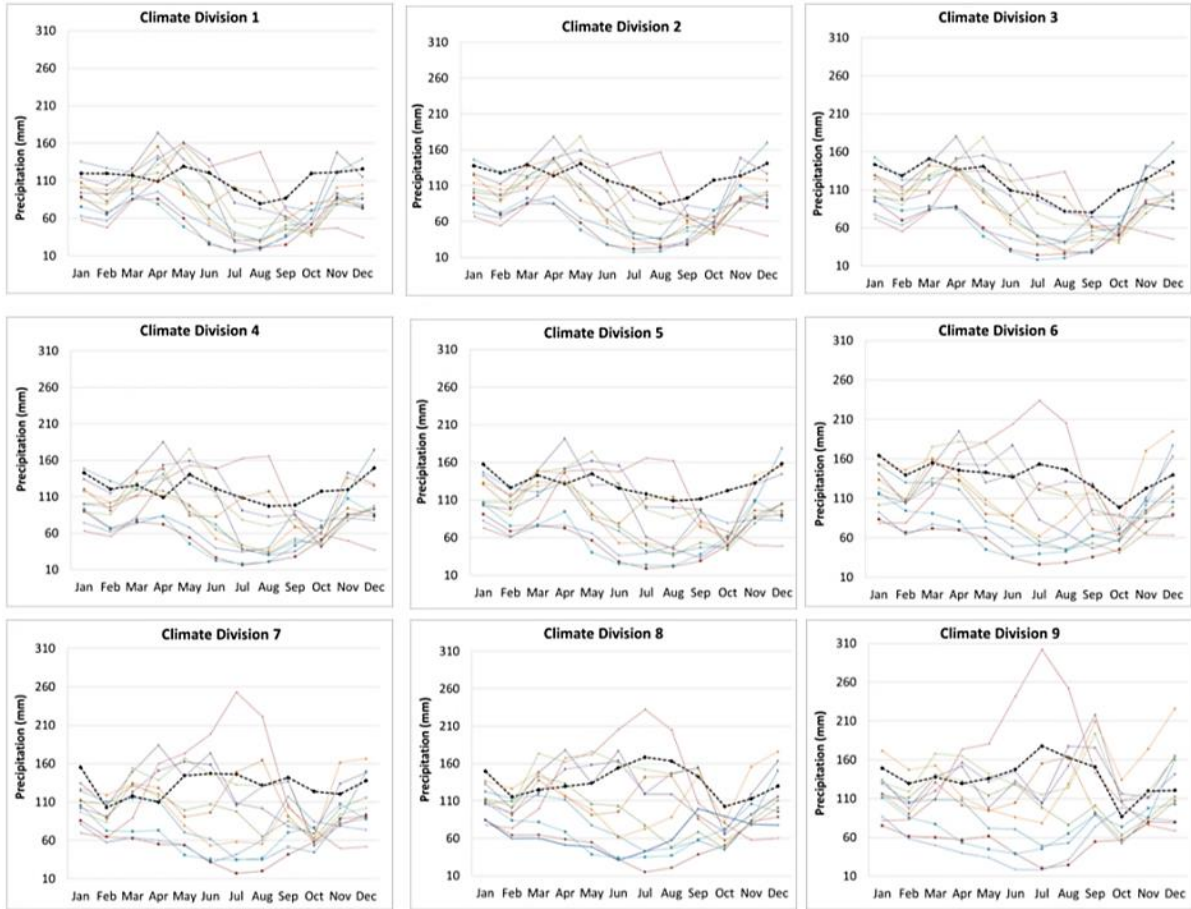 Climate Division 1
Precipitation (mm)
310
260
210
160
110
60
10
Jan Feb Mar Apr May Jun Jul Aug Sep Oct Nov Dec
Climate Division 2
Precipitation (mm)
310
260
210
160
110
60
10
Jan Feb Mar Apr May Jun Jul Aug Sep Oct Nov Dec
Climate Division 3
Precipitation (mm)
310
260
210
160
110
60
10
Jan Feb Mar Apr May Jun Jul Aug Sep Oct Nov Dec
Climate Division 4
Precipitation (mm)
310
260
210
160
110
60
10
Jan Feb Mar Apr May Jun Jul Aug Sep Oct Nov Dec
Climate Division 5
Precipitation (mm)
310
260
210
160
110
60
10
Jan Feb Mar Apr May Jun Jul Aug Sep Oct Nov Dec
Climate Division 6
Precipitation (mm)
310
260
210
160
110
60
10
Jan Feb Mar Apr May Jun Jul Aug Sep Oct Nov Dec
Climate Division 7
Precipitation (mm)
310
260
210
160
110
60
10
Jan Feb Mar Apr May Jun Jul Aug Sep Oct Nov Dec
Climate Division 8
Precipitation (mm)
310
260
210
160
110
60
10
Jan Feb Mar Apr May Jun Jul Aug Sep Oct Nov Dec
Climate Division 9
Precipitation (mm)
310
260
210
160
110
60
10
Jan Feb Mar Apr May Jun Jul Aug Sep Oct Nov Dec